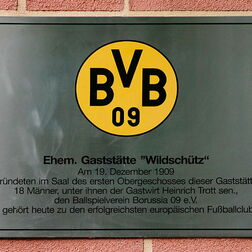 BVB
09
Ehem. Gaststätte "Wildschütz"
Am 19. Dezember 1909
gründeten im Saal des ersten Obergeschosses dieser Gaststätte
18 Männer, unter ihnen der Gastwirt Heinrich Trott sen.,
den Ballspielverein Borussia 09 e.V.
gehört heute zu den erfolgreichsten europäischen Fußballclubs